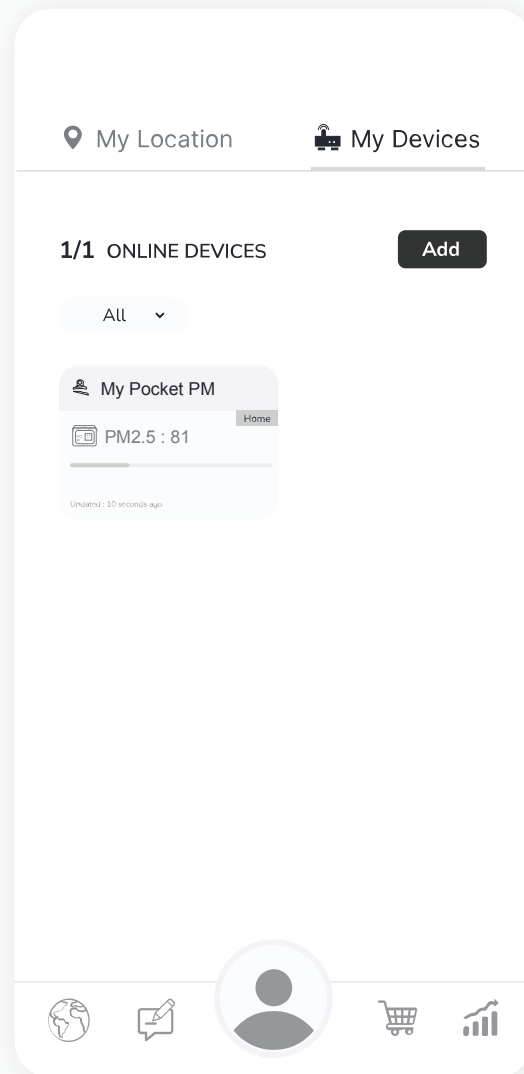 My Location
My Devices
1/1 ONLINE DEVICES
Add
All
My Pocket PM
Home
PM2.5 : 81
Updated : 10 seconds ago